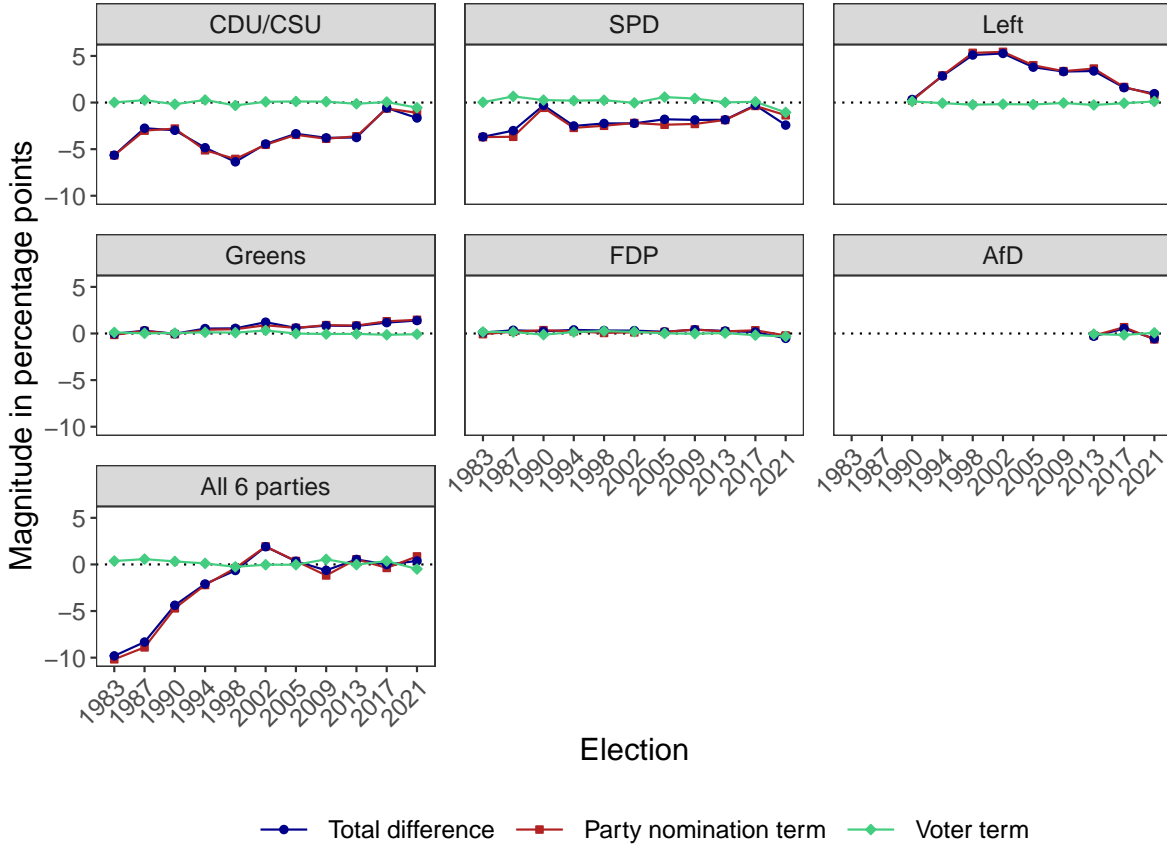 CDU/CSU SPD Left
5
0
−5
−10
Greens FDP AfD
5
0
−5
−10
1983 1987 1990 1994 1998 2002 2005 2009 2013 2017 2021
1983 1987 1990 1994 1998 2002 2005 2009 2013 2017 2021
All 6 parties
5
0
−5
−10
1983 1987 1990 1994 1998 2002 2005 2009 2013 2017 2021
Magnitude in percentage points
Election
Total difference Party nomination term Voter term